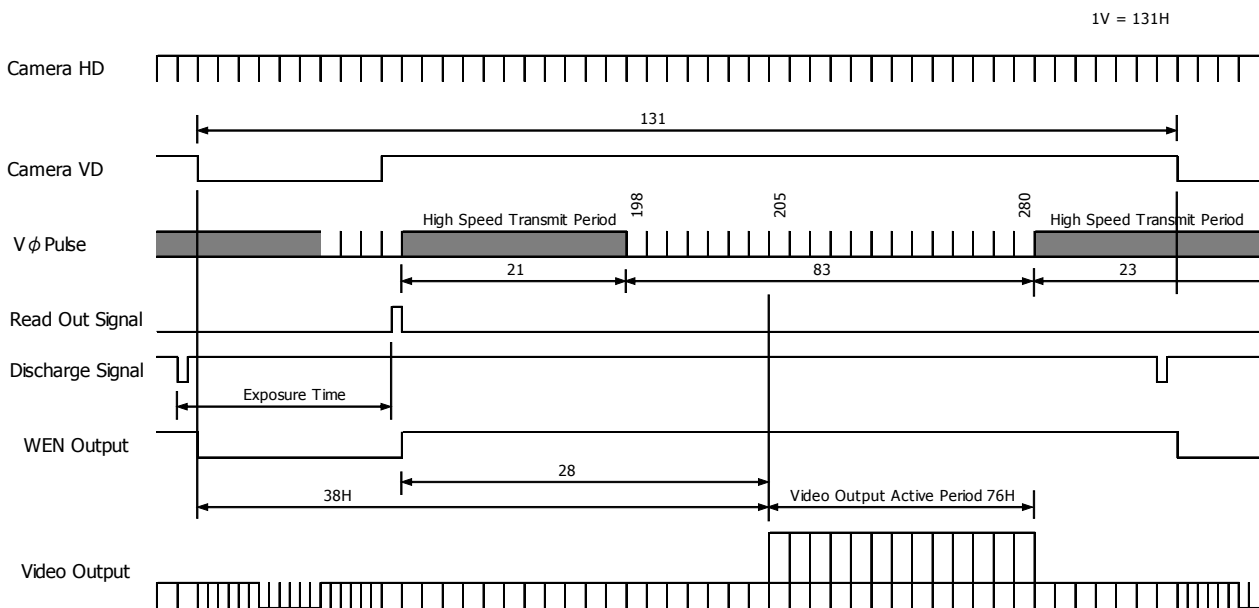 1V = 131H
Camera HD
131
Camera VD
High Speed Transmit Period
198
205
280
High Speed Transmit Period
V ϕ Pulse
21
83
23
Read Out Signal
Discharge Signal
Exposure Time
WEN Output
28
38H
Video Output Active Period 76H
Video Output